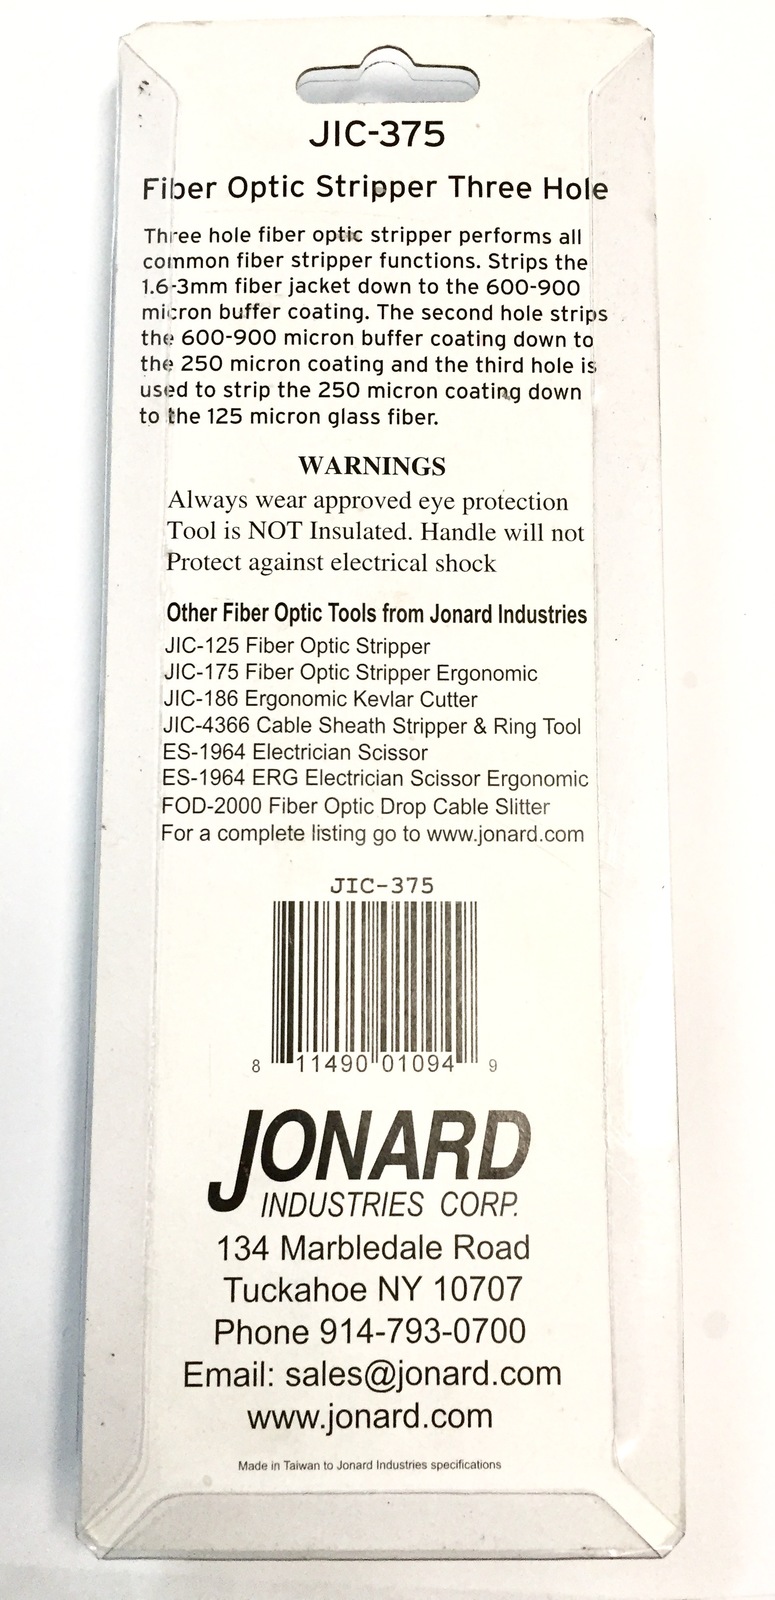 JIC-375
Fiber Optic Stripper Three Hole
Three hole fiber optic stripper performs all
common fiber stripper functions. Strips the
1.6-3mm fiber jacket down to the 600-900
micron buffer coating. The second hole strips
the 600-900 micron buffer coating down to
the 250 micron coating and the third hole is
used to strip the 250 micron coating down
to the 125 micron glass fiber.
WARNINGS
Always wear approved eye protection
Tool is NOT Insulated. Handle will not
Protect against electrical shock
Other Fiber Optic Tools from Jonard Industries
JIC-125 Fiber Optic Stripper
JIC-175 Fiber Optic Stripper Ergonomic
JIC-186 Ergonomic Kevlar Cutter
JIC-4366 Cable Sheath Stripper & Ring Tool
ES-1964 Electrician Scissor
ES-1964 ERG Electrician Scissor Ergonomic
FOD-2000 Fiber Optic Drop Cable Slitter
For a complete listing go to www.jonard.com
JIC-375
8 11490 01094 9
JONARD
INDUSTRIES CORP.
134 Marbledale Road
Tuckahoe NY 10707
Phone 914-793-0700
Email: sales@jonard.com
www.jonard.com
Made in Taiwan to Jonard Industries specifications